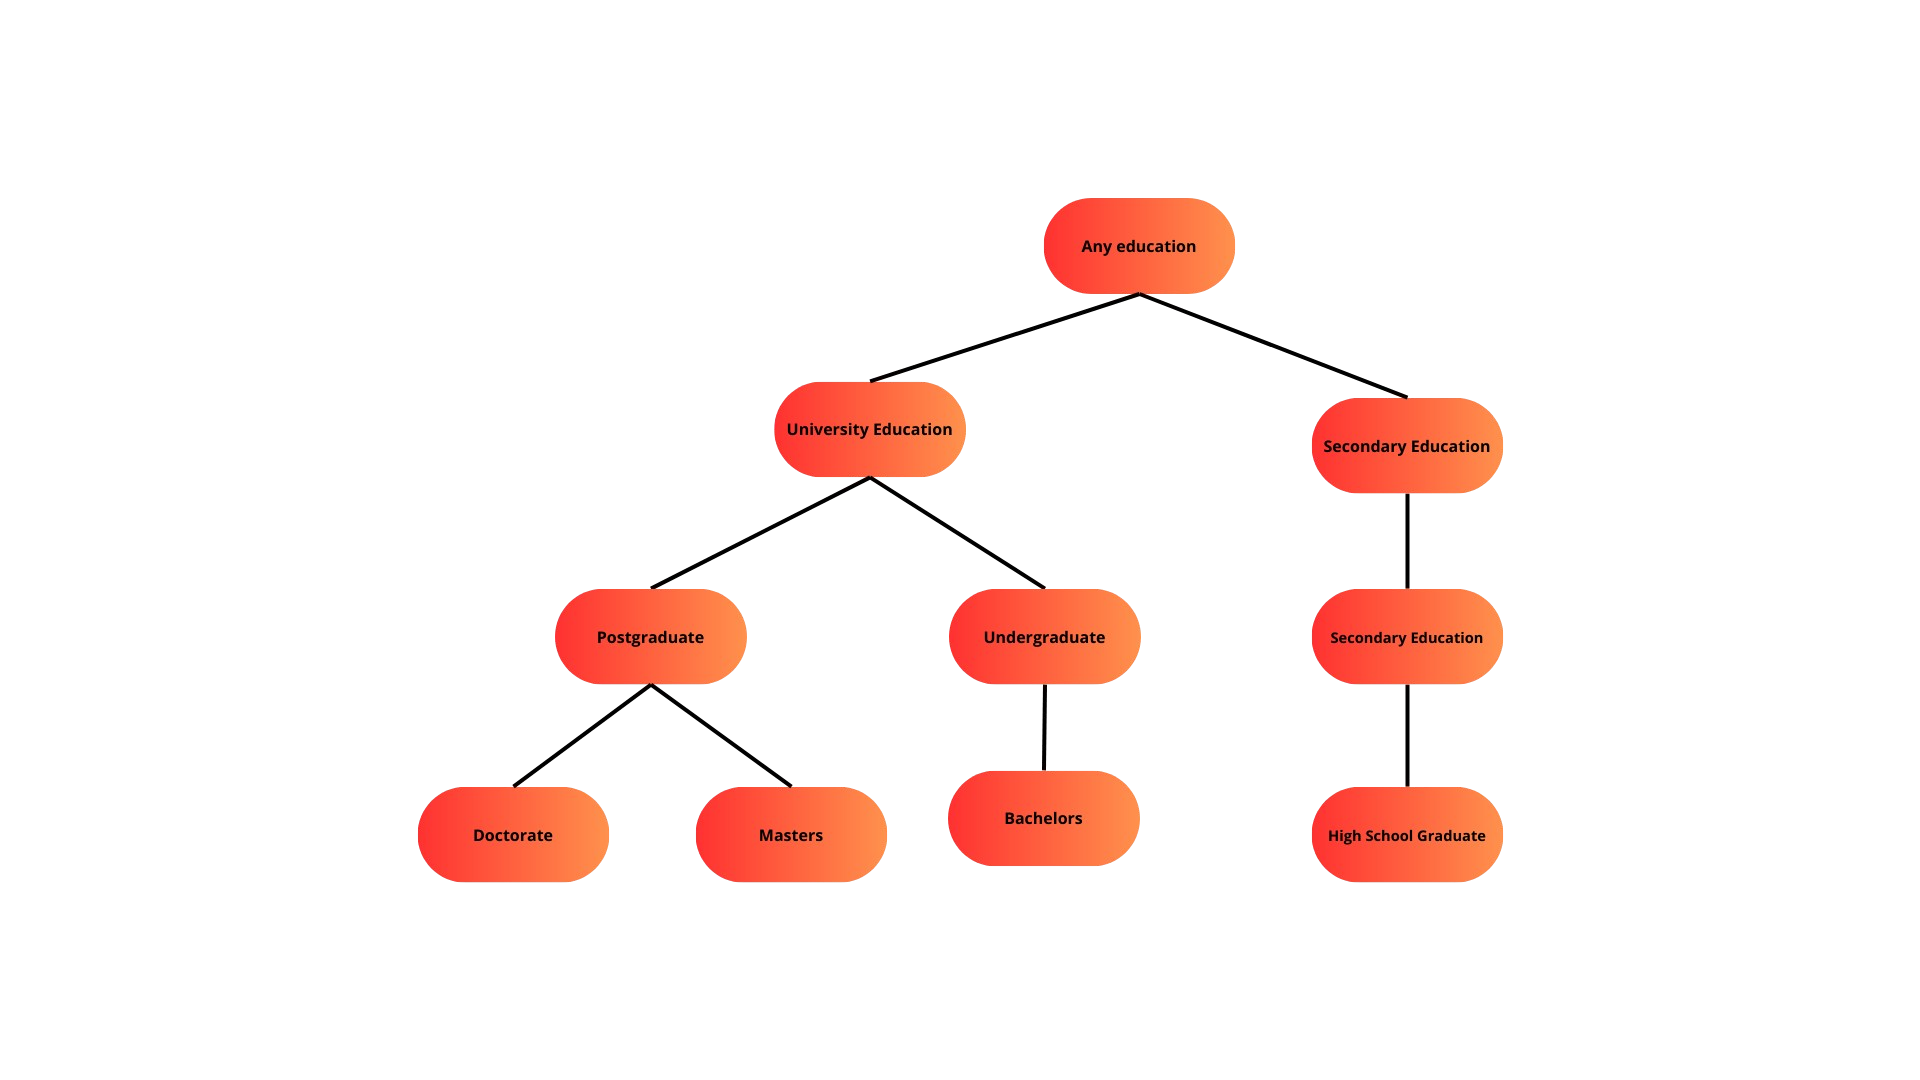 Any education
University Education
Secondary Education
Postgraduate
Undergraduate
Secondary Education
Doctorate
Masters
Bachelors
High School Graduate